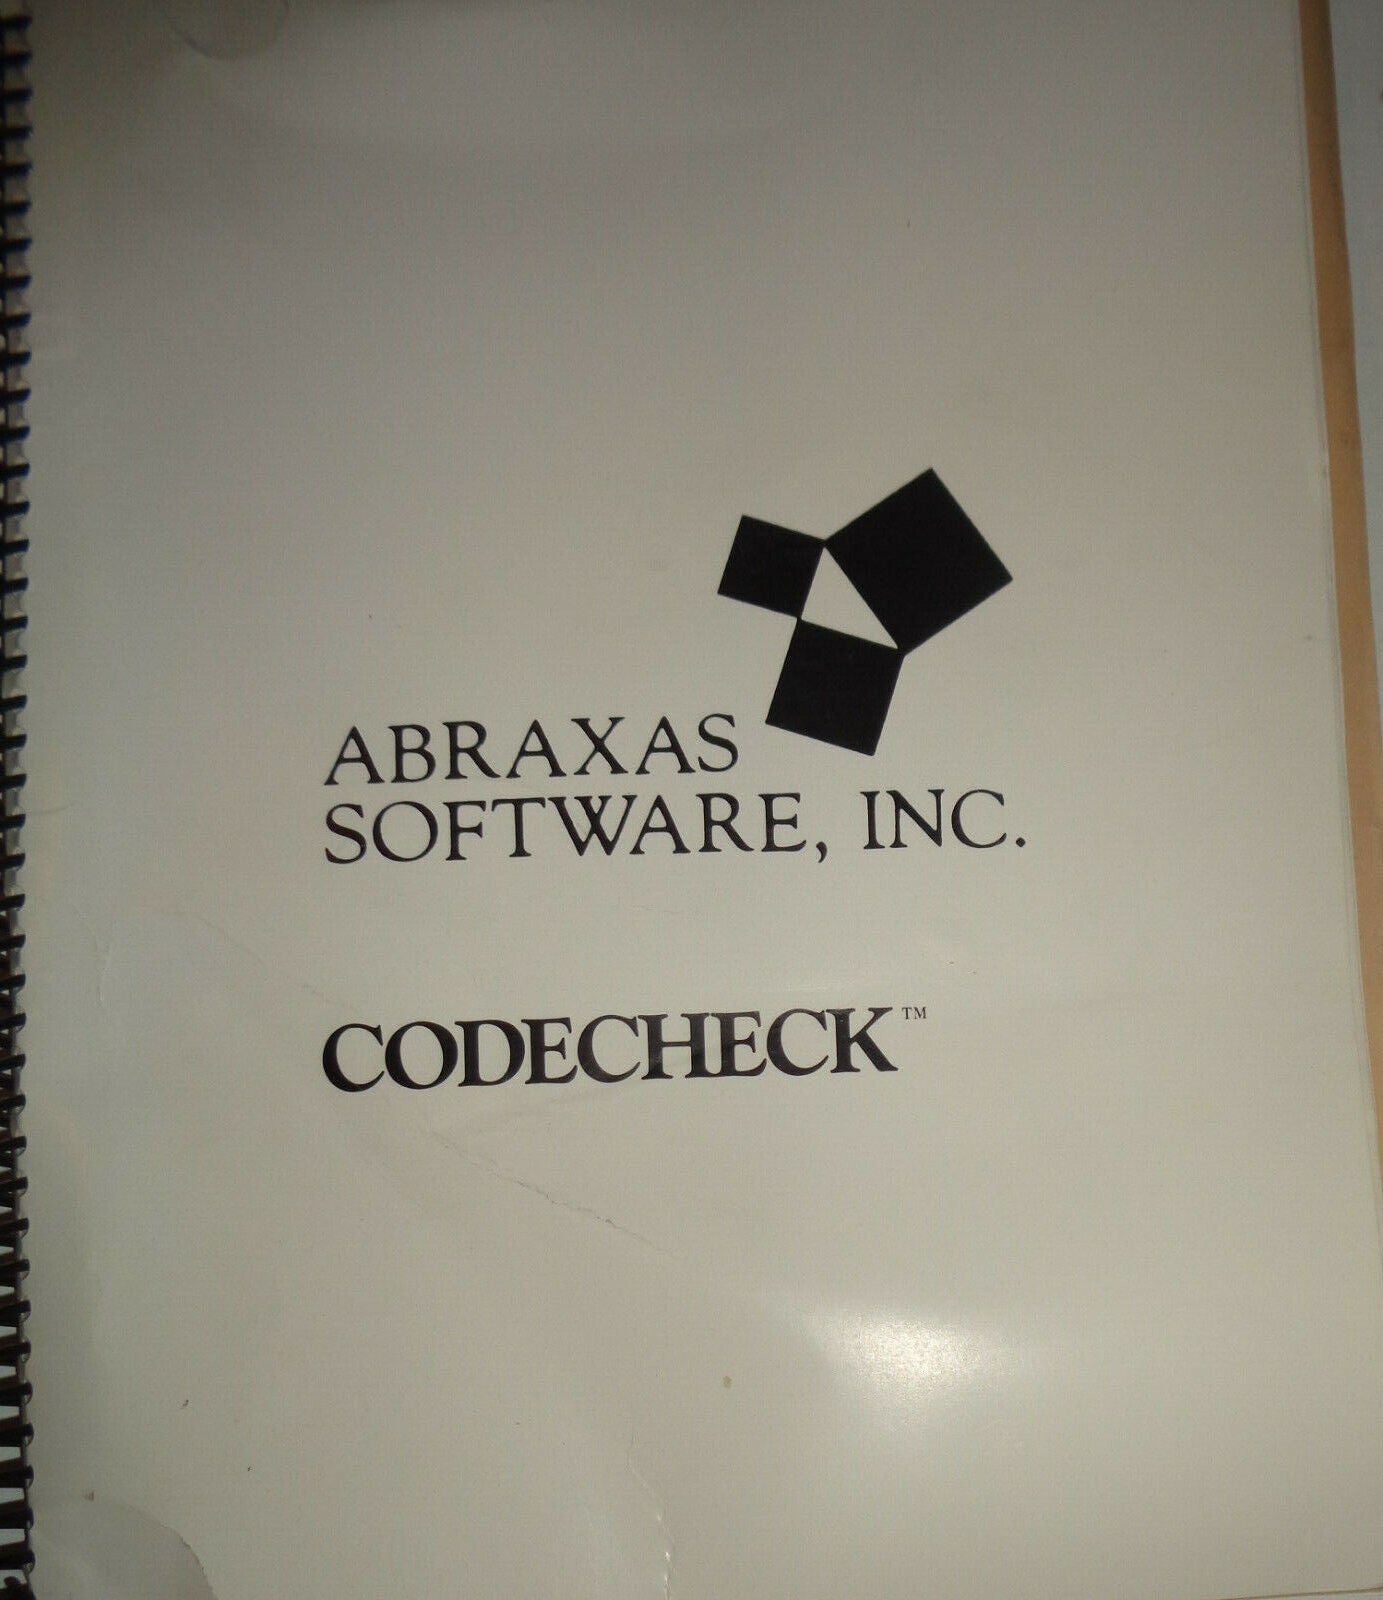 ABRAXAS
SOFTWARE, INC.
CODECHECK™